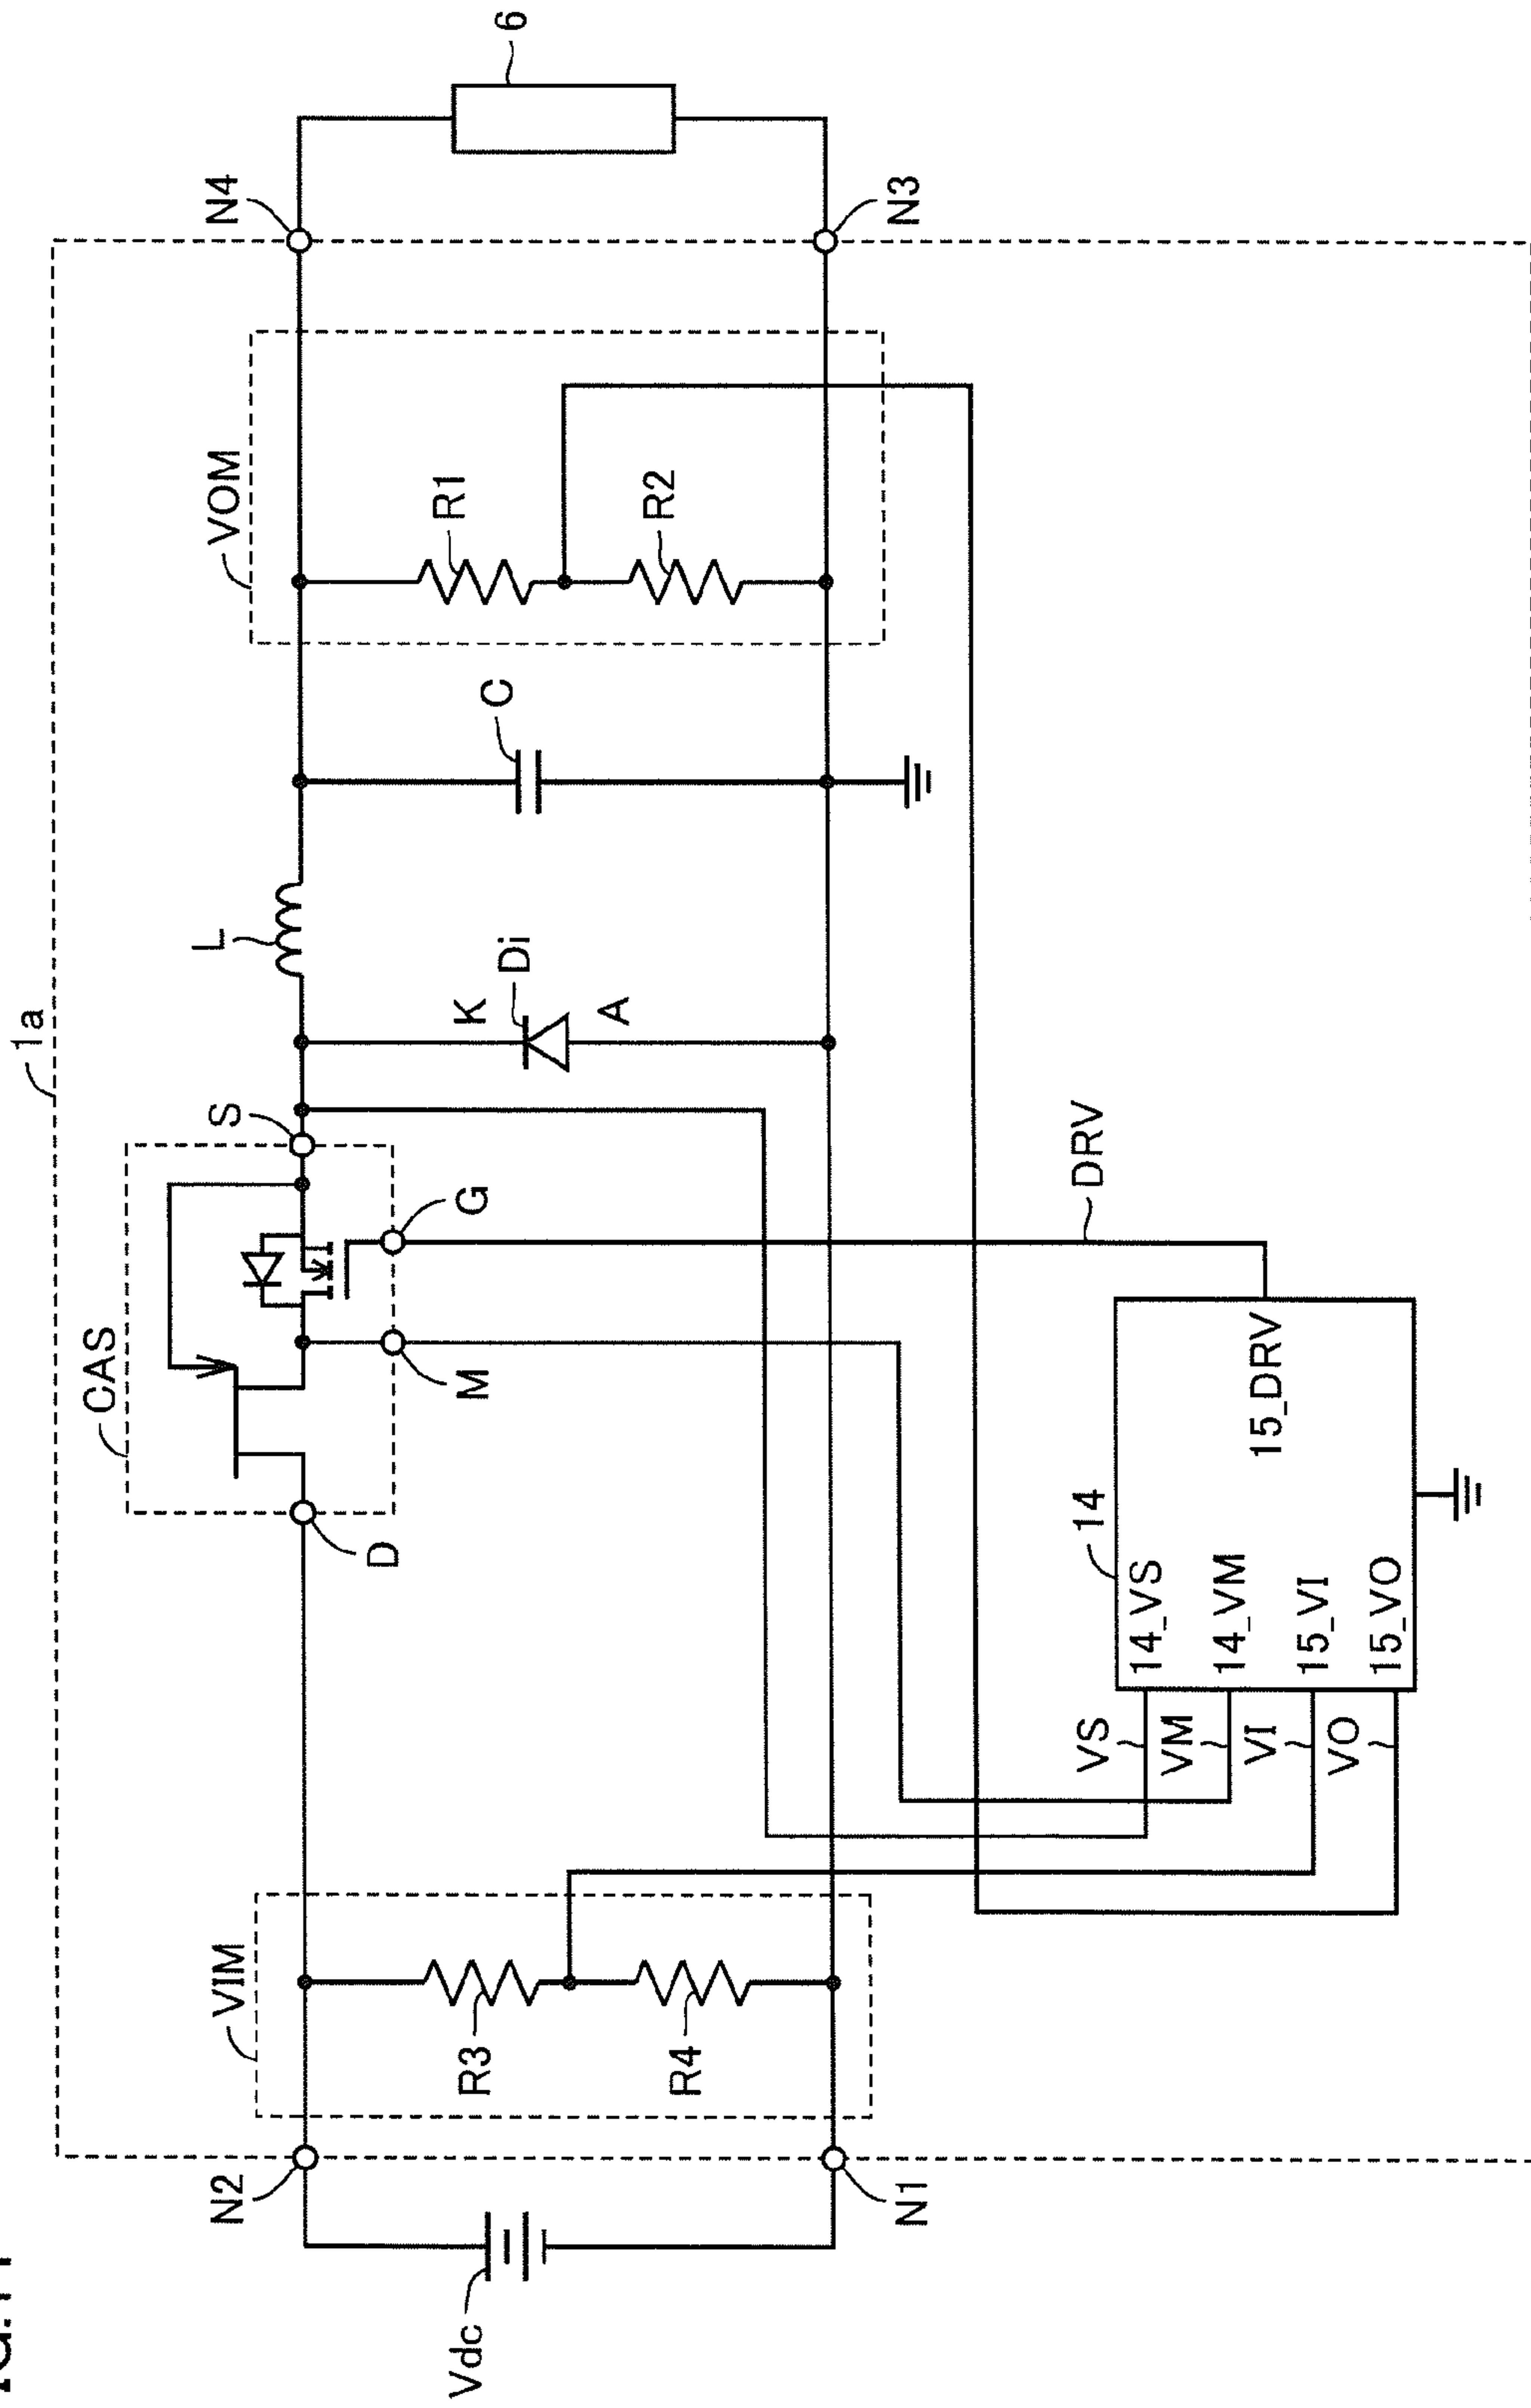 1a
CAS
S
L
VOM
N4
6
VIM
N2
D
M
G
K
Di
A
C
R1
R2
R3
R4
Vdc
N1
N3
DRV
14
VS
14_VS
VM
14_VM
15_DRV
VI
15_VI
VO
15_VO